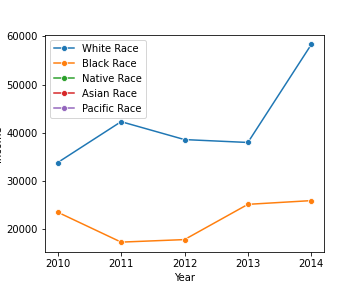 60000
50000
40000
30000
20000
White Race
Black Race
Native Race
Asian Race
Pacific Race
2010 2011 2012 2013 2014
Year